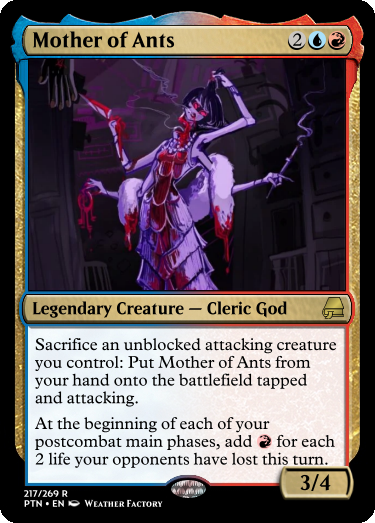 Mother of Ants 2
Legendary Creature — Cleric God
Sacrifice an unblocked attacking creature
you control: Put Mother of Ants from
your hand onto the battlefield tapped
and attacking.
At the beginning of each of your
postcombat main phases, add for each
2 life your opponents have lost this turn.
3/4
217/269 R
PTN • EN Weather Factory